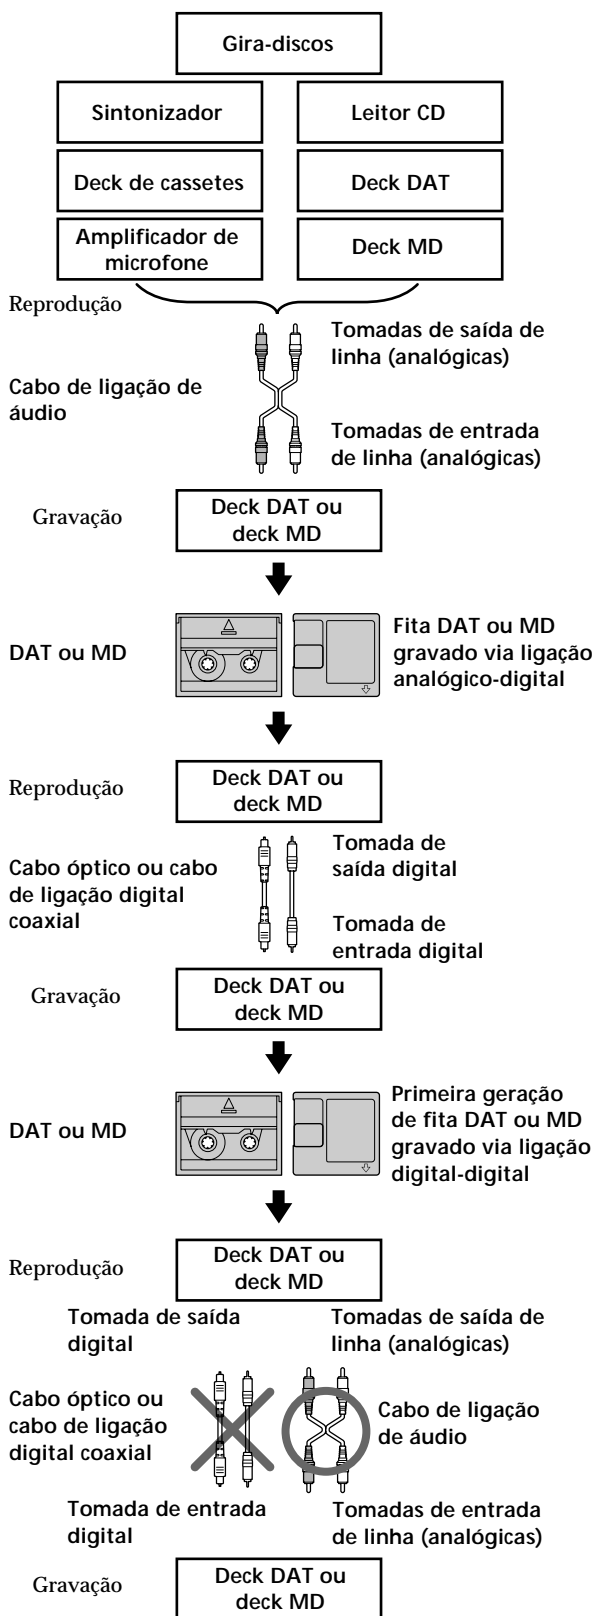 Gira-discos
Sintonizador
Leitor CD
Deck de cassetes
Deck DAT
Amplificador de
microfone
Deck MD
Reprodução
Tomadas de saída de
linha (analógicas)
Cabo de ligação de
áudio
Tomadas de entrada
de linha (analógicas)
Gravação
Deck DAT ou
deck MD
DAT ou MD
Fita DAT ou MD
gravado via ligação
analógico-digital
Reprodução
Deck DAT ou
deck MD
Tomada de
saída digital
Cabo óptico ou cabo
de ligação digital
coaxial
Tomada de
entrada digital
Gravação
Deck DAT ou
deck MD
DAT ou MD
Primeira geração
de fita DAT ou MD
gravado via ligação
digital-digital
Reprodução
Deck DAT ou
deck MD
Tomada de saída
digital
Tomadas de saída de
linha (analógicas)
Cabo óptico ou
cabo de ligação
digital coaxial
Cabo de ligação
de áudio
Tomada de entrada
digital
Tomadas de entrada
de linha (analógicas)
Gravação
Deck DAT ou
deck MD